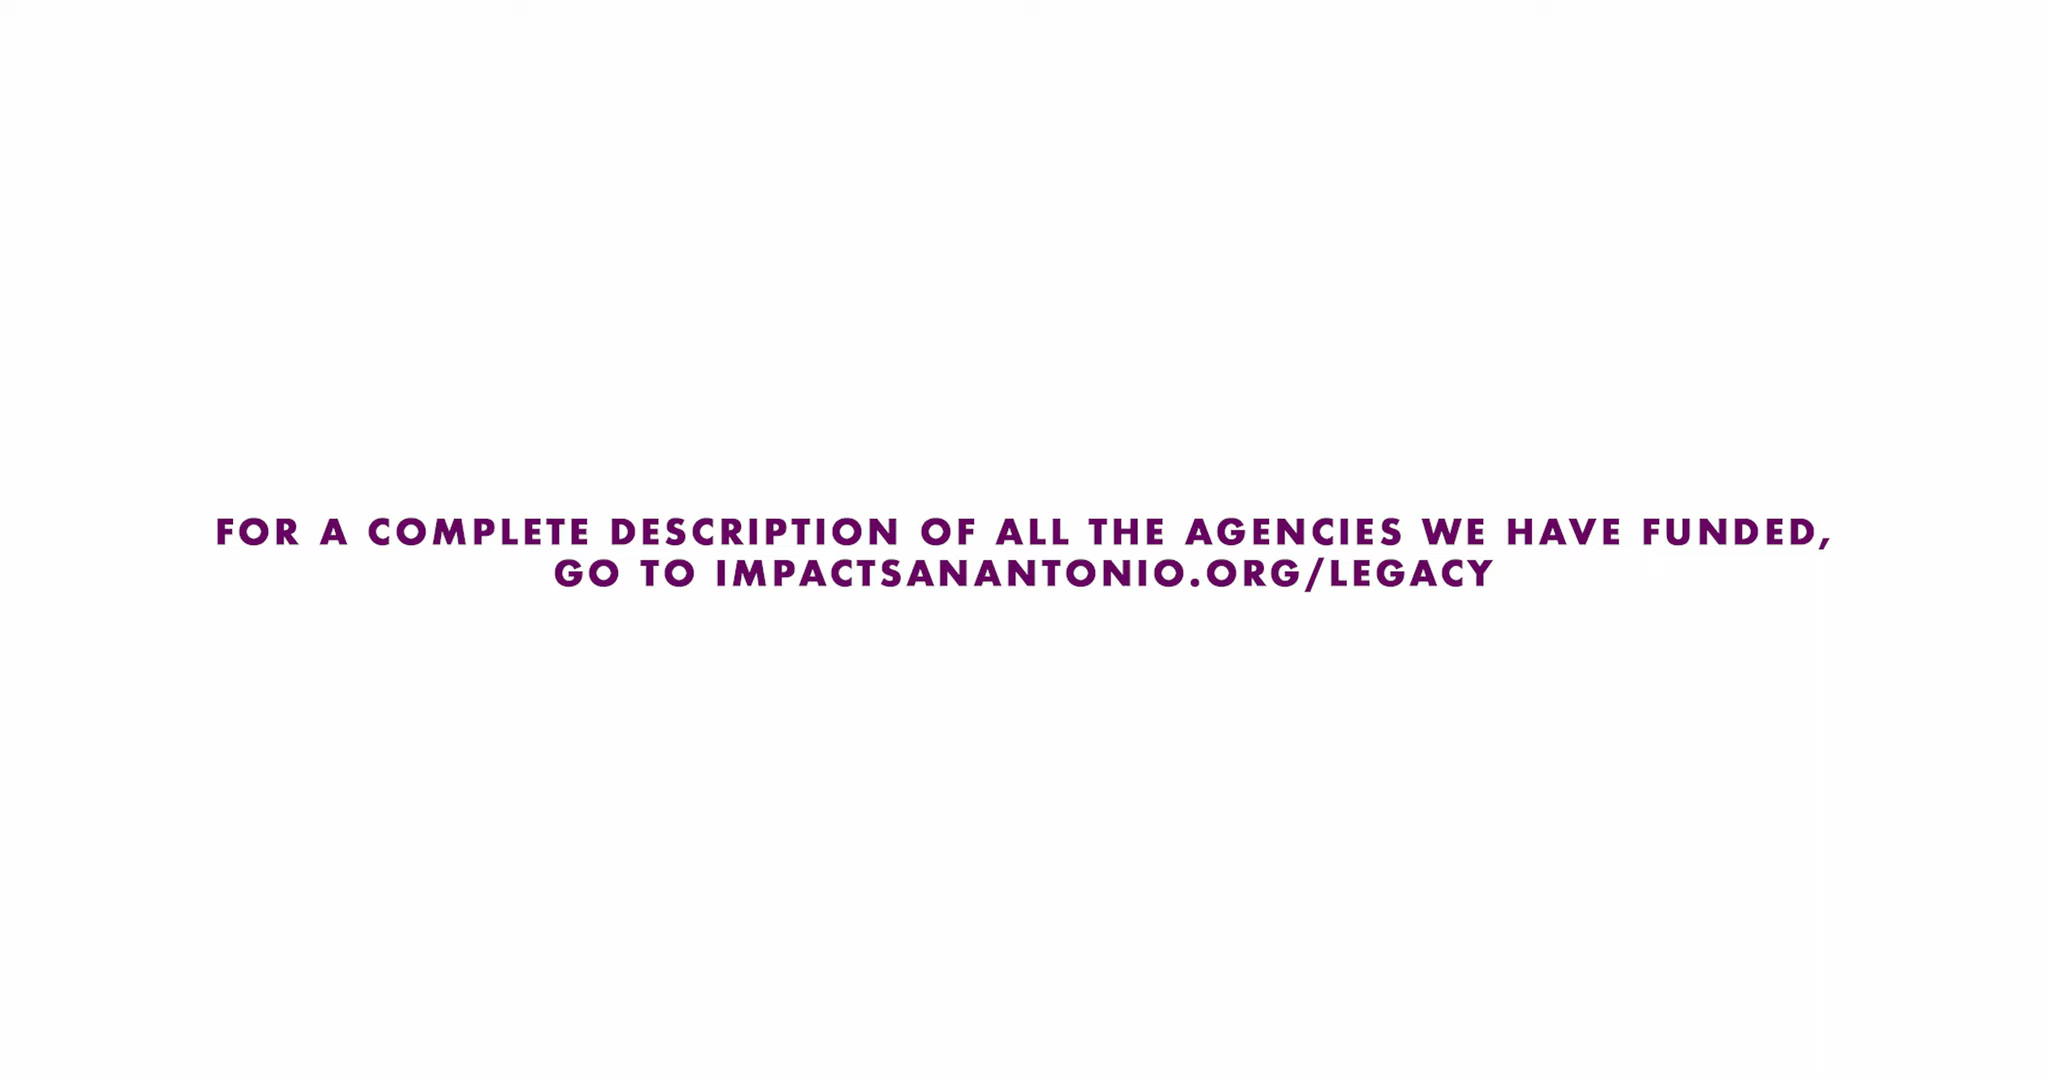 FOR A COMPLETE DESCRIPTION OF ALL THE AGENCIES WE HAVE FUNDED,
GO TO IMPACTSANANTONIO.ORG/LEGACY